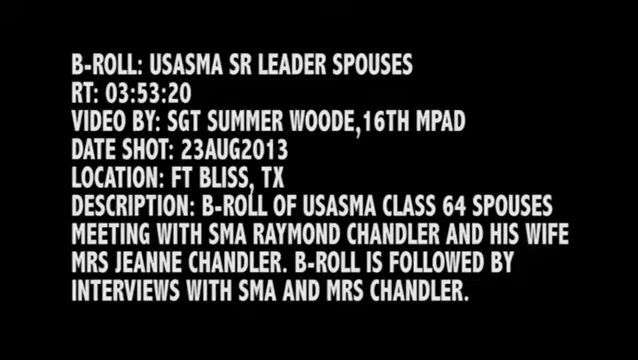 B-ROLL: USASMA SR LEADER SPOUSES
RT: 03:53:20
VIDEO BY: SGT SUMMER WOODE,16TH MPAD
DATE SHOT: 23AUG2013
LOCATION: FT BLISS, TX
DESCRIPTION: B-ROLL OF USASMA CLASS 64 SPOUSES
MEETING WITH SMA RAYMOND CHANDLER AND HIS WIFE
MRS JEANNE CHANDLER. B-ROLL IS FOLLOWED BY
INTERVIEWS WITH SMA AND MRS CHANDLER.